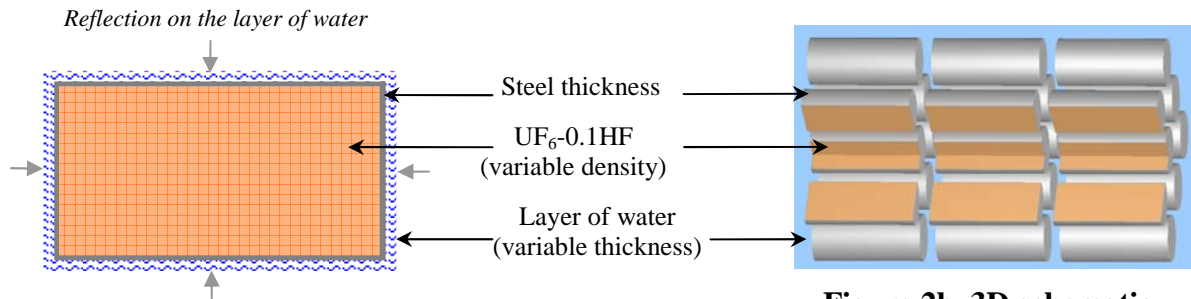 Reflection on the layer of water
Steel thickness
UF6-0.1HF
(variable density)
Layer of water
(variable thickness)